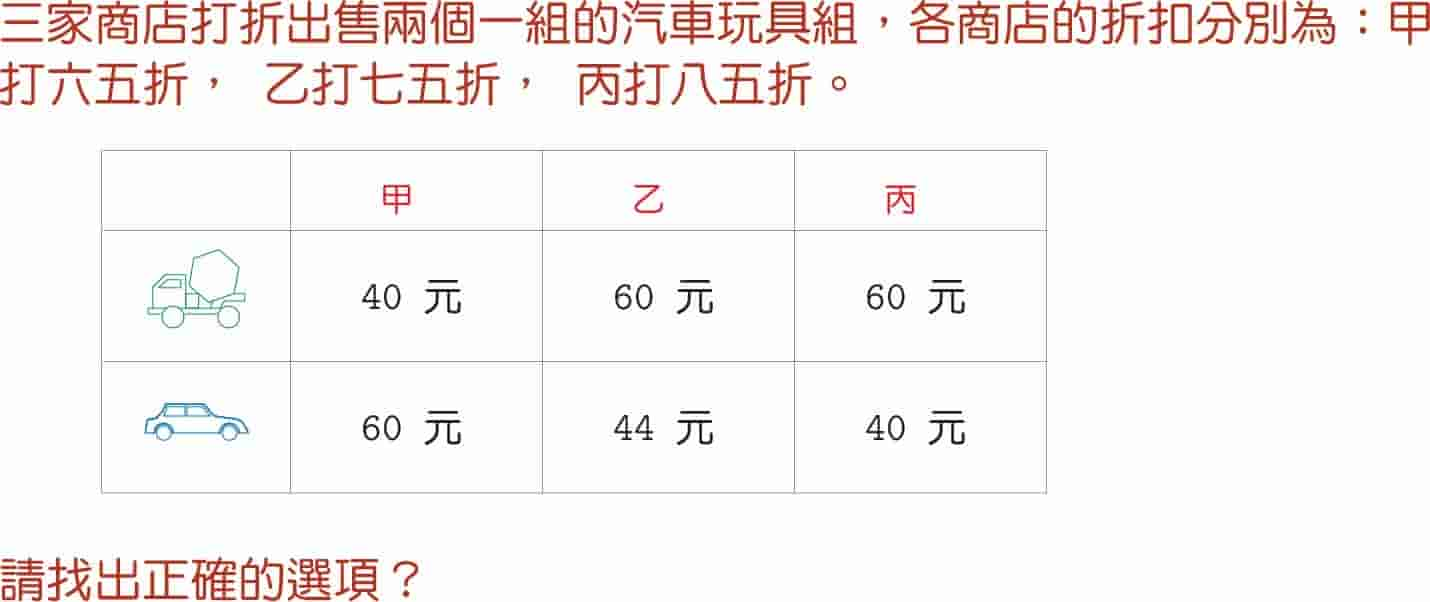 三家商店打折出售兩個一組的汽車玩具組，各商店的折扣分別為：甲
打六五折， 乙打七五折， 丙打八五折。
甲 乙 丙
40 元 60 元 60 元
60 元 44 元 40 元
請找出正確的選項？